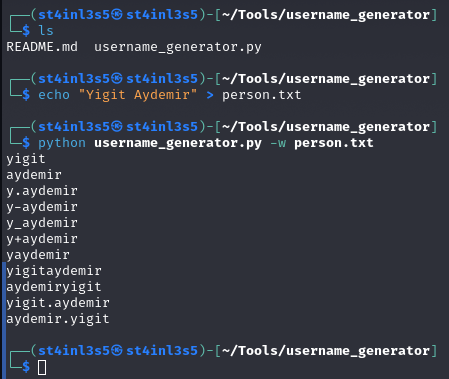 ┌──(st4inl3s5㉿ st4inl3s5)-[~/Tools/username_generator]
└─$ ls
README.md  username_generator.py

┌──(st4inl3s5㉿ st4inl3s5)-[~/Tools/username_generator]
└─$ echo "Yigit Aydemir" > person.txt

┌──(st4inl3s5㉿ st4inl3s5)-[~/Tools/username_generator]
└─$ python username_generator.py -w person.txt
yigit
aydemir
y.aydemir
y-aydemir
y_aydemir
y+aydemir
yaydemir
yigitaydemir
aydemiryigit
yigit.aydemir
aydemir.yigit

┌──(st4inl3s5㉿ st4inl3s5)-[~/Tools/username_generator]
└─$